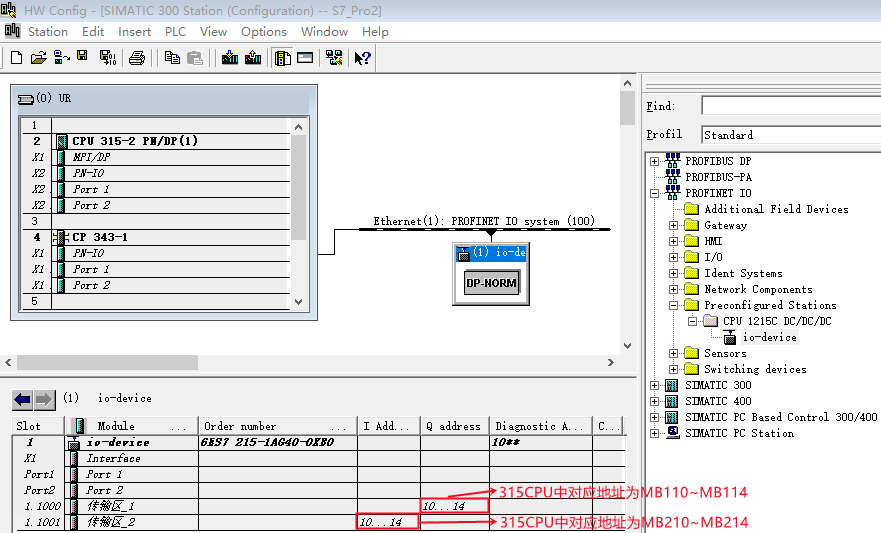 HW Config - [SIMATIC 300 Station (Configuration) -- S7_Pro2]
Station Edit Insert PLC View Options Window Help
(0) UR
1
2 CPU 315-2 PN/DP(1)
X1 MPI/DP
X2 PN-IO
X2 Port 1
X2 Port 2
3
4 CP 343-1
X1 PN-IO
X1 Port 1
X1 Port 2
5
Ethernet(1): PROFINET IO system (100)
(1) io-de
DP-NORM
Find:
Profil Standard
PROFIBUS DP
PROFIBUS-PA
PROFINET IO
Additional Field Devices
Gateway
HMI
I/O
Ident Systems
Network Components
Preconfigured Stations
CPU 1215C DC/DC/DC
io-device
Sensors
Switching devices
SIMATIC 300
SIMATIC 400
SIMATIC PC Based Control 300/400
SIMATIC PC Station
(1) io-device
Slot Module ... Order number ... I Add... Q address Diagnostic A... C...
1 io-device 6ES7 215-1AG40-0XB0 10**
X1 Interface
Port1 Port 1
Port2 Port 2
1.1000 传输区_1 10...14
1.1001 传输区_2 10...14
315CPU中对应地址为MB110~MB114
315CPU中对应地址为MB210~MB214